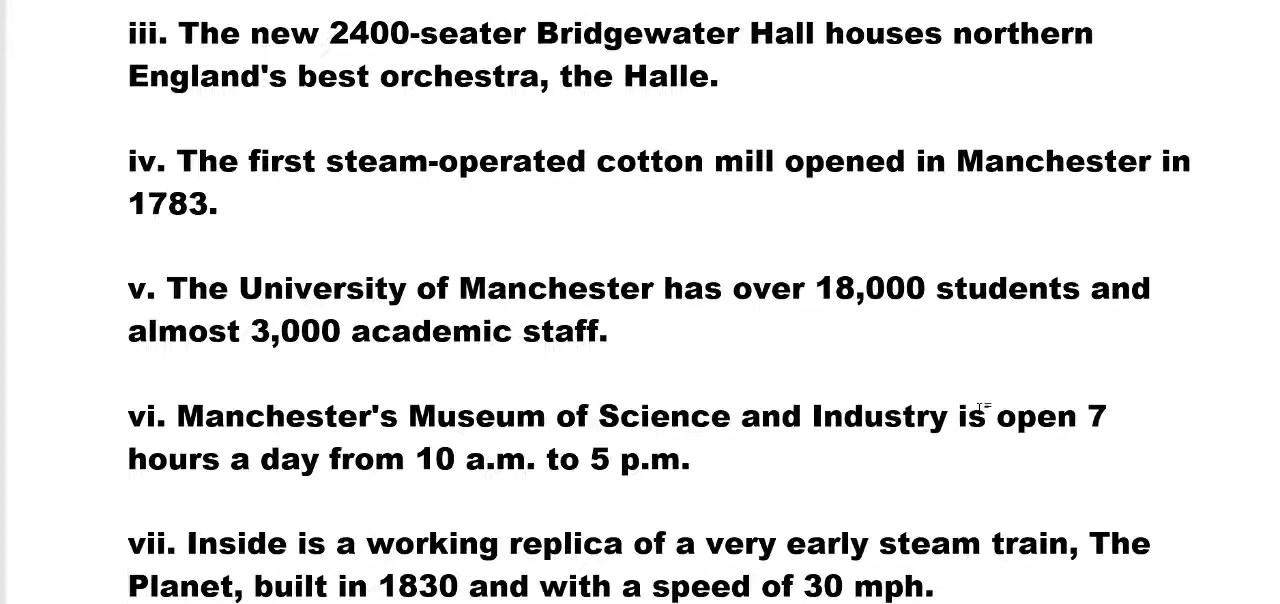 iii. The new 2400-seater Bridgewater Hall houses northern
England's best orchestra, the Halle.
iv. The first steam-operated cotton mill opened in Manchester in
1783.
v. The University of Manchester has over 18,000 students and
almost 3,000 academic staff.
vi. Manchester's Museum of Science and Industry is open 7
hours a day from 10 a.m. to 5 p.m.
vii. Inside is a working replica of a very early steam train, The
Planet, built in 1830 and with a speed of 30 mph.